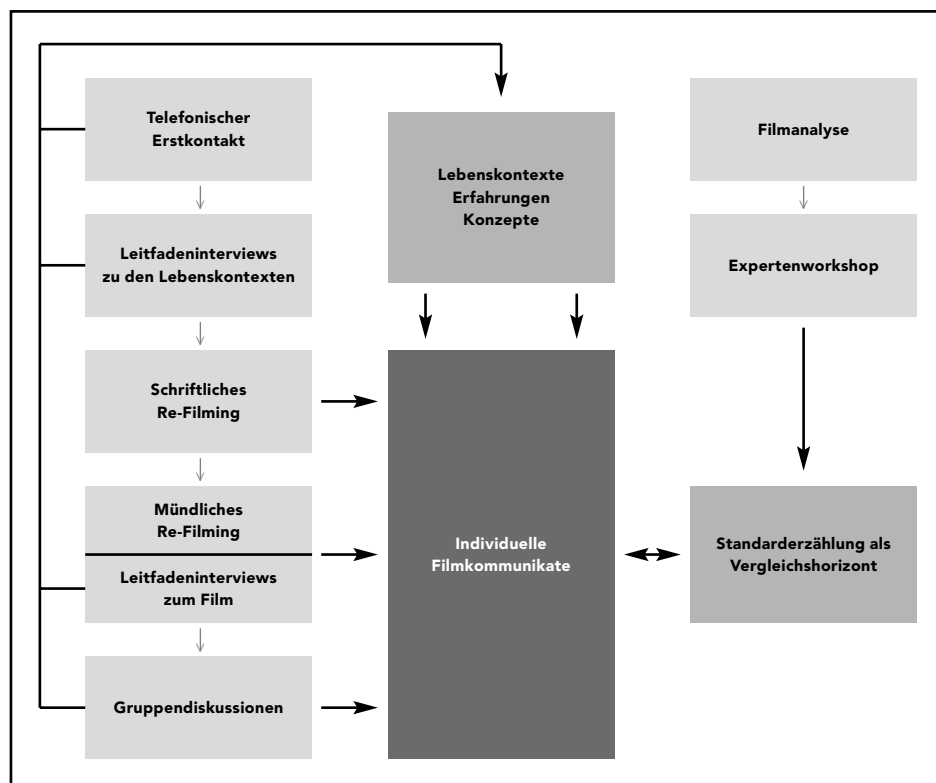 Telefonischer
Erstkontakt
Leitfadeninterviews
zu den Lebenskontexten
Schriftliches
Re-Filming
Mündliches
Re-Filming
Leitfadeninterviews
zum Film
Gruppendiskussionen
Lebenskontexte
Erfahrungen
Konzepte
Individuelle
Filmkommunikate
Filmanalyse
Expertenworkshop
Standarderzählung als
Vergleichshorizont